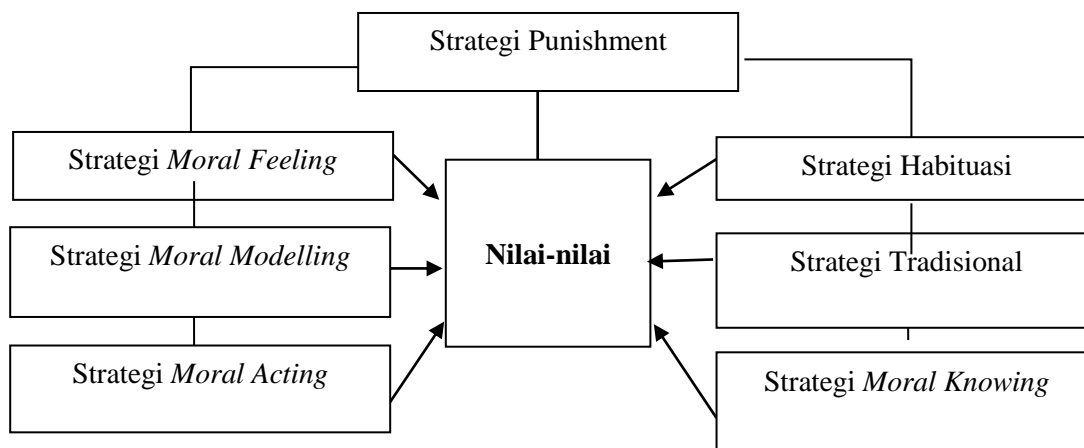 Strategi Punishment
Strategi Moral Feeling
Strategi Habituasi
Strategi Moral Modelling
Nilai-nilai
Strategi Tradisional
Strategi Moral Acting
Strategi Moral Knowing